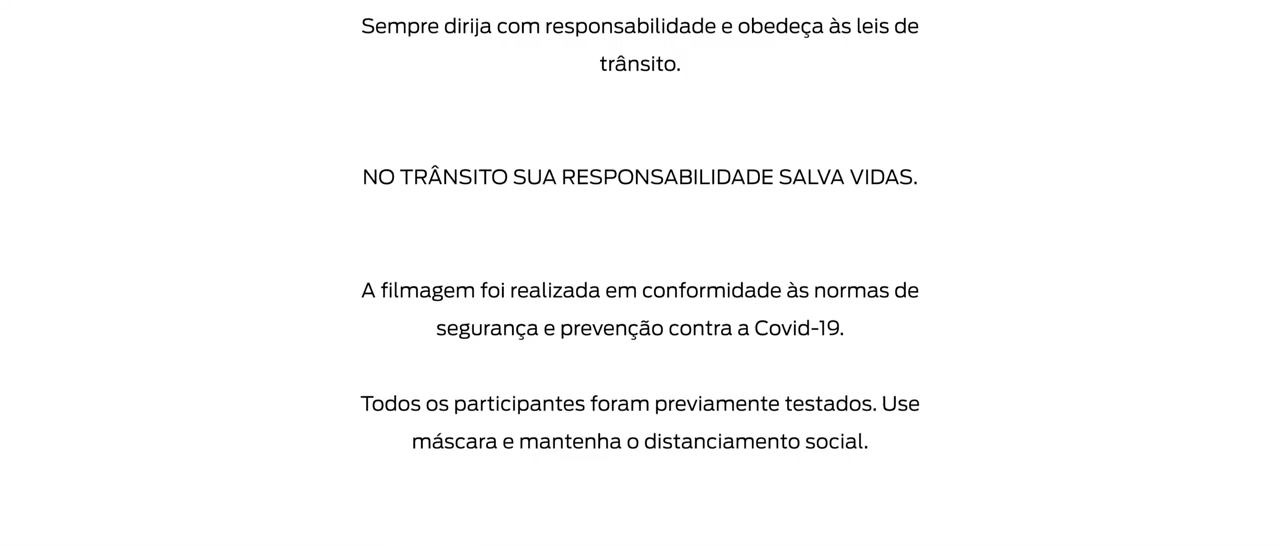 Sempre dirija com responsabilidade e obedeça às leis de
trânsito.
NO TRÂNSITO SUA RESPONSABILIDADE SALVA VIDAS.
A filmagem foi realizada em conformidade às normas de
segurança e prevenção contra a Covid-19.
Todos os participantes foram previamente testados. Use
máscara e mantenha o distanciamento social.